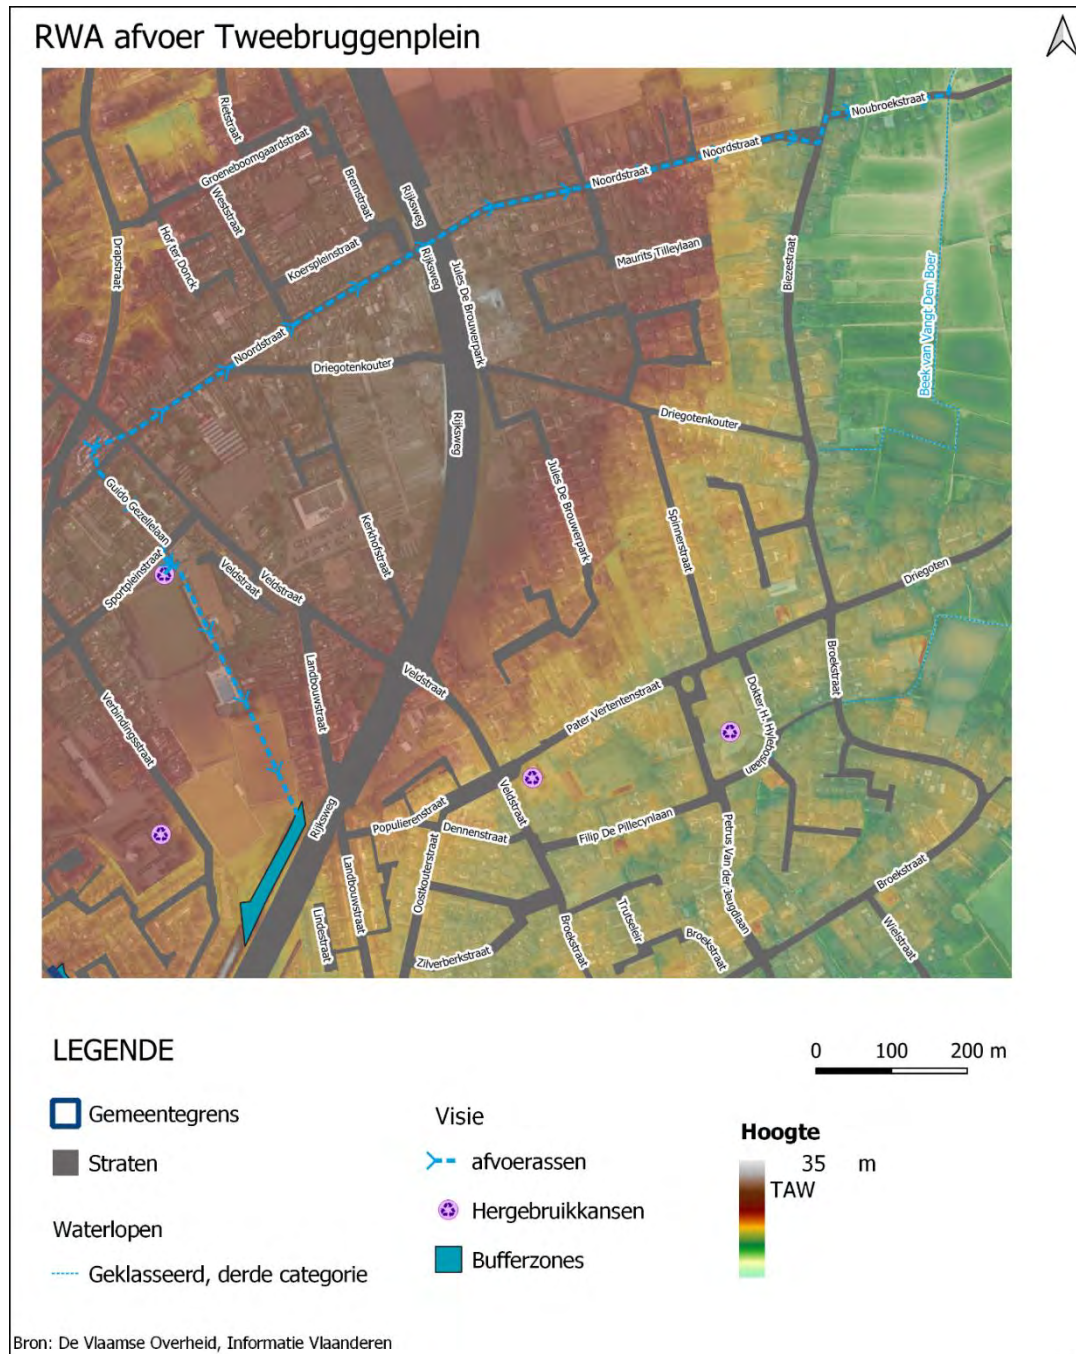 RWA afvoer Tweebruggenplein
Noubroekstraat
Rietstraat
Groeneboomgaardstraat
Noordstraat
Bremstraat
Noordstraat
Weststraat
Rijksweg
Hof ter Donck
Drapstraat
Koerspleinstraat
Rijksweg
Maurits Tilleylaan
Biezestraat
Jules De Brouwerpark
Beek van Vangt Den Boer
Noordstraat
Driegotenkouter
Rijksweg
Driegotenkouter
Jules De Brouwerpark
Guido Gezellelaan
Spinnerstraat
Kerkhofstraat
Sportpleinstraat
Veldstraat
Veldstraat
Driegoten
Landbouwstraat
Veldstraat
Broekstraat
Pater Vertentenstraat
Dokter H. Hyleboslaan
Verbindingsstraat
Rijksweg
Veldstraat
Populierenstraat
Dennenstraat
Filip De Pillecynlaan
Petrus Van der Jeugdlaan
Broekstraat
Oostkouterstraat
Landbouwstraat
Lindestraat
Trutseleir
Broekstraat
Broekstraat
Wielstraat
Zilverberkstraat
LEGENDE
0 100 200 m
Gemeentegrens
Straten
Waterlopen
Geklasseerd, derde categorie
Visie
afvoerassen
Hergebruikkansen
Bufferzones
Hoogte
35 m
TAW
Bron: De Vlaamse Overheid, Informatie Vlaanderen